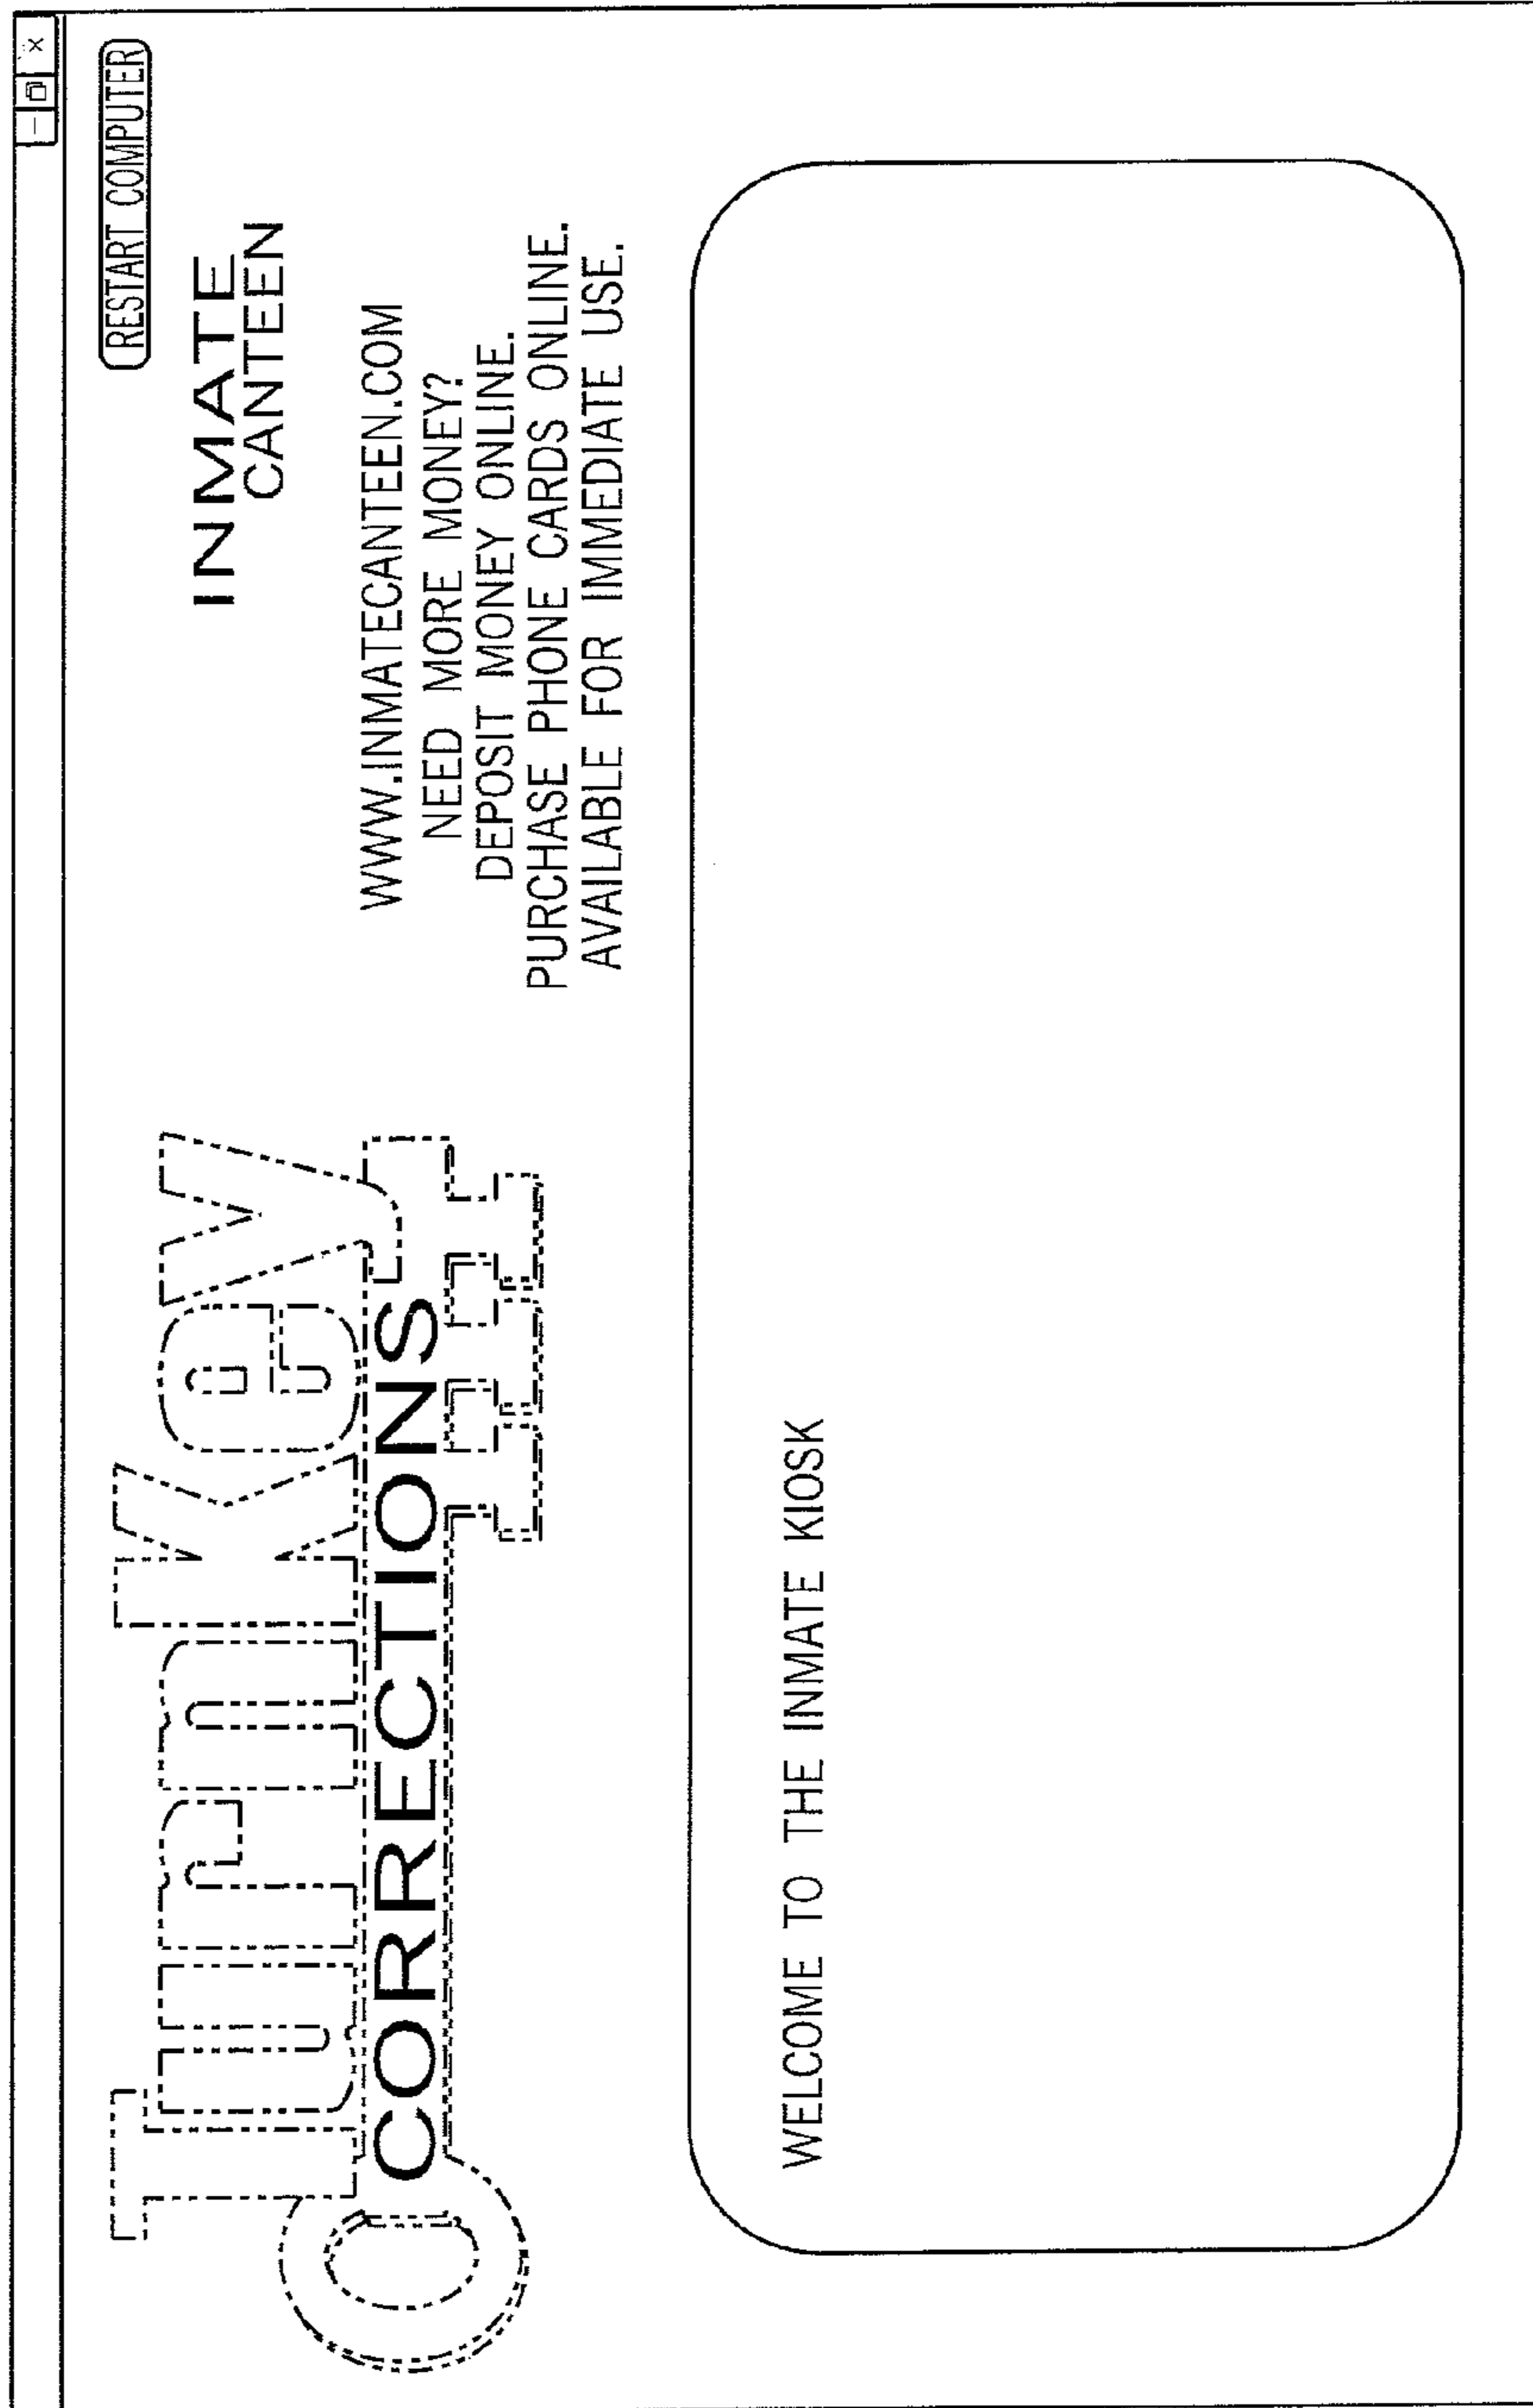 RESTART COMPUTER
TurnKey
CORRECTIONS
INMATE
CANTEEN
WWW.INMATECANTEEN.COM
NEED MORE MONEY?
DEPOSIT MONEY ONLINE.
PURCHASE PHONE CARDS ONLINE.
AVAILABLE FOR IMMEDIATE USE.
WELCOME TO THE INMATE KIOSK